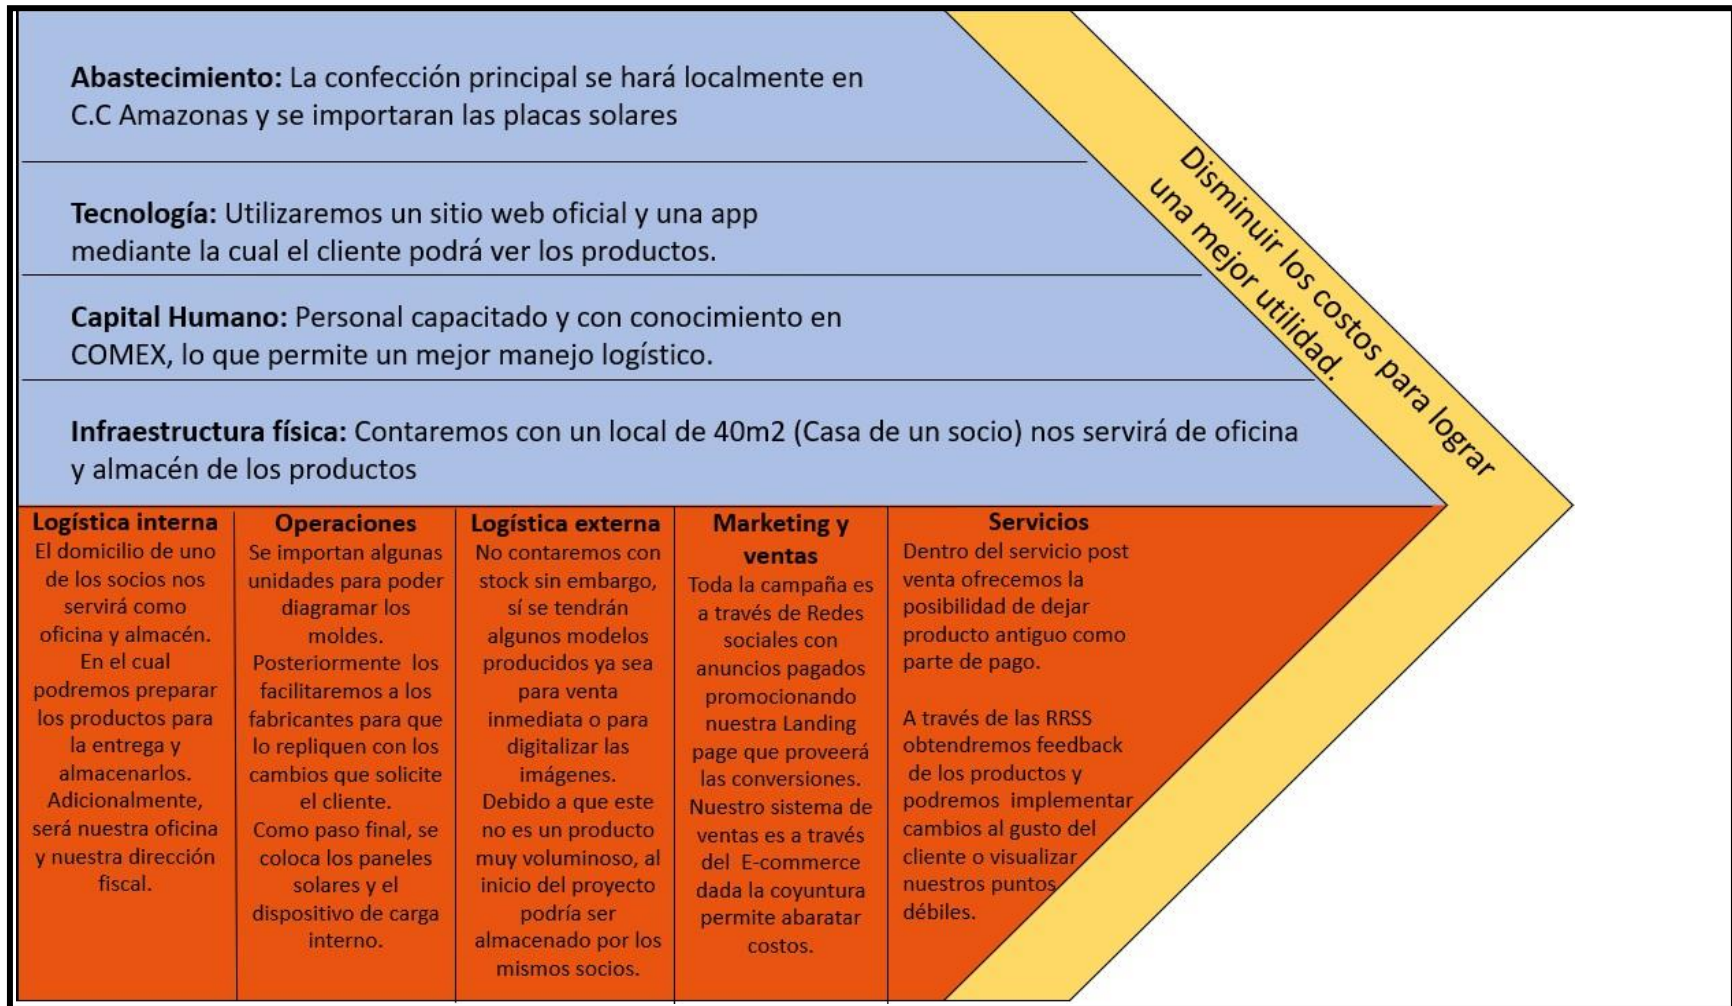 Abastecimiento: La confección principal se hará localmente en
C.C Amazonas y se importaran las placas solares
Tecnología: Utilizaremos un sitio web oficial y una app
mediante la cual el cliente podrá ver los productos.
Capital Humano: Personal capacitado y con conocimiento en
COMEX, lo que permite un mejor manejo logístico.
Infraestructura física: Contaremos con un local de 40m2 (Casa de un socio) nos servirá de oficina
y almacén de los productos
Disminuir los costos para lograr
una mejor utilidad.
Logística interna
El domicilio de uno
de los socios nos
servirá como
oficina y almacén.
En el cual
podremos preparar
los productos para
la entrega y
almacenarlos.
Adicionalmente,
será nuestra oficina
y nuestra dirección
fiscal.
Operaciones
Se importan algunas
unidades para poder
diagramar los
moldes.
Posteriormente los
facilitaremos a los
fabricantes para que
lo repliquen con los
cambios que solicite
el cliente.
Como paso final, se
coloca los paneles
solares y el
dispositivo de carga
interno.
Logística externa
No contaremos con
stock sin embargo,
sí se tendrán
algunos modelos
producidos ya sea
para venta
inmediata o para
digitalizar las
imágenes.
Debido a que este
no es un producto
muy voluminoso, al
inicio del proyecto
podría ser
almacenado por los
mismos socios.
Marketing y
ventas
Toda la campaña es
a través de Redes
sociales con
anuncios pagados
promocionando
nuestra Landing
page que proveerá
las conversiones.
Nuestro sistema de
ventas es a través
del E-commerce
dada la coyuntura
permite abaratar
costos.
Servicios
Dentro del servicio post
venta ofrecemos la
posibilidad de dejar
producto antiguo como
parte de pago.
A través de las RRSS
obtendremos feedback
de los productos y
podremos implementar
cambios al gusto del
cliente o visualizar
nuestros puntos
débiles.